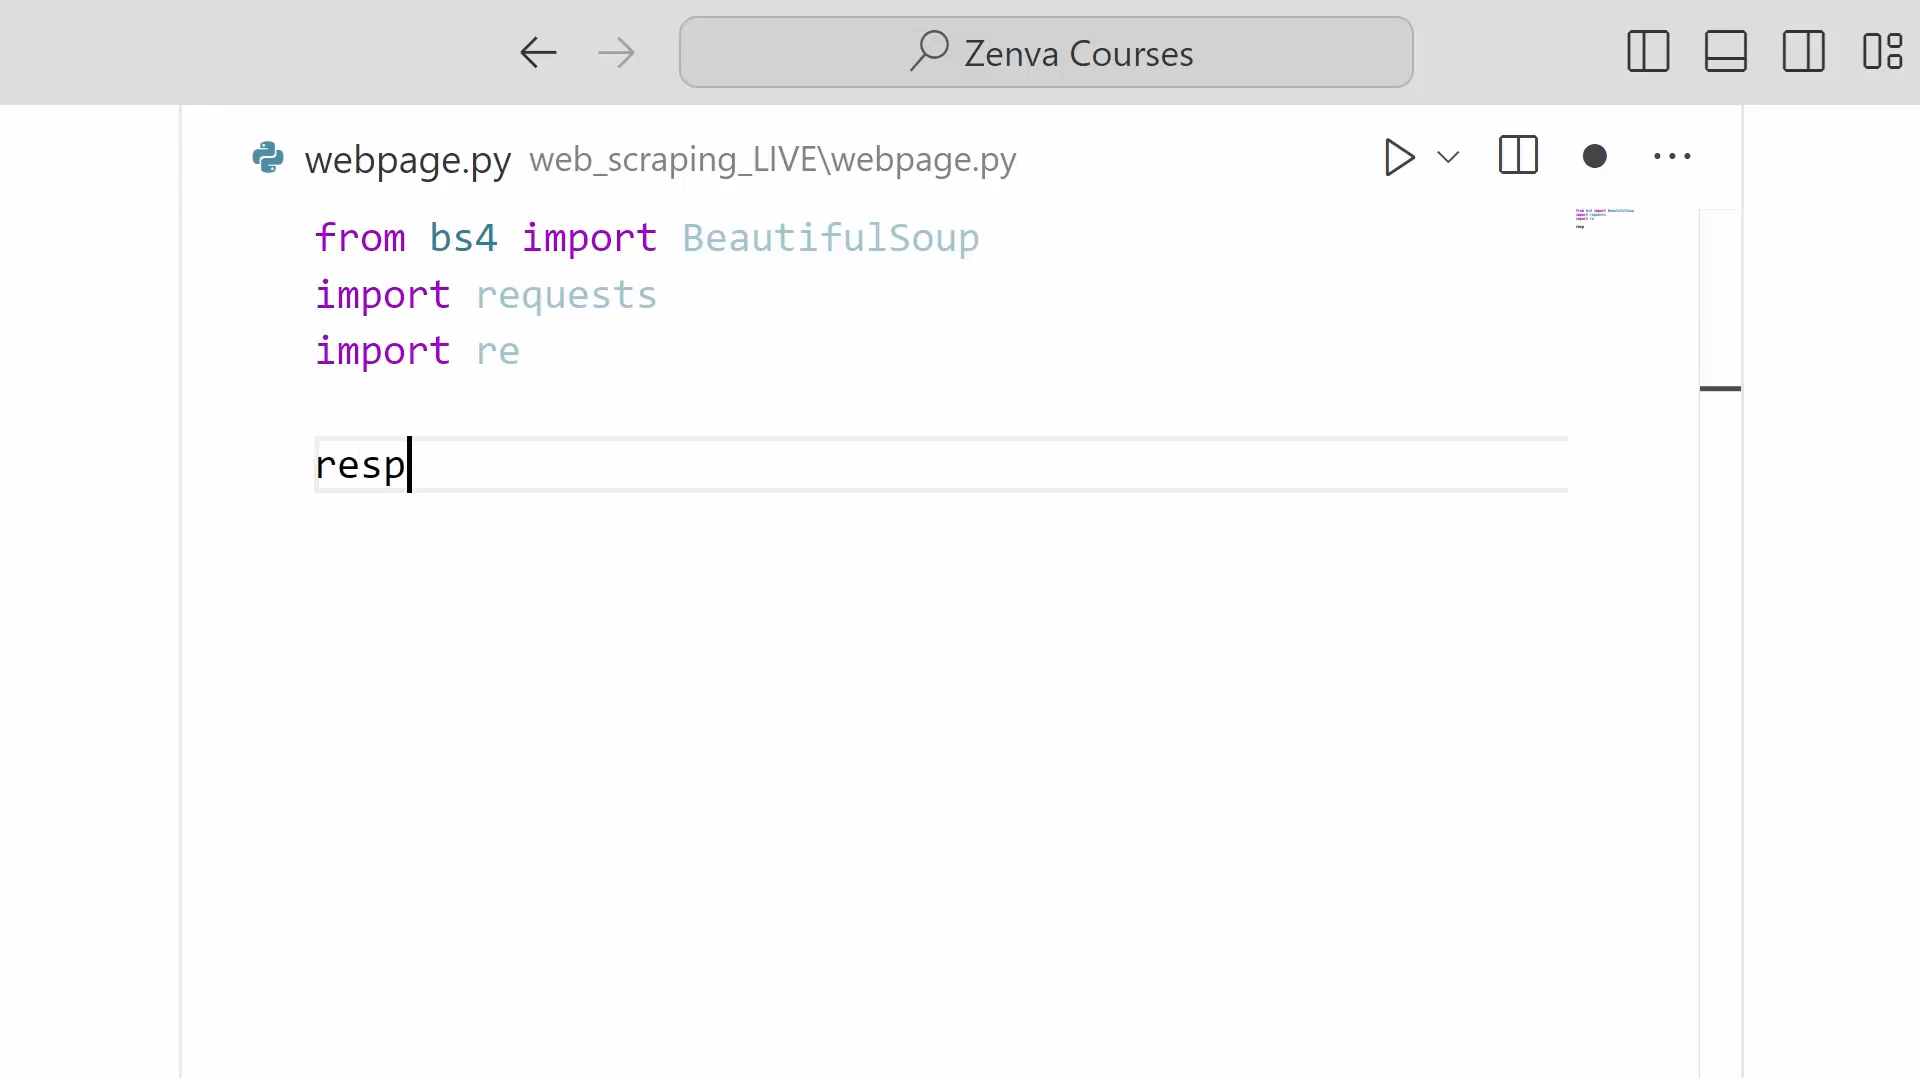 Zenva Courses
webpage.py web_scraping_LIVE\webpage.py
from bs4 import BeautifulSoup
import requests
import re
resp